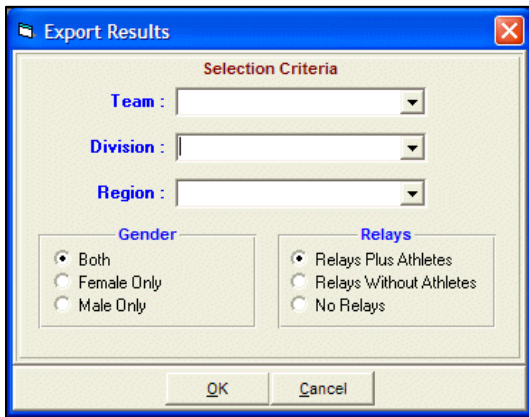 Export Results
Selection Criteria
Team :
Division :
Region :
Gender
Both
Female Only
Male Only
Relays
Relays Plus Athletes
Relays Without Athletes
No Relays
OK
Cancel